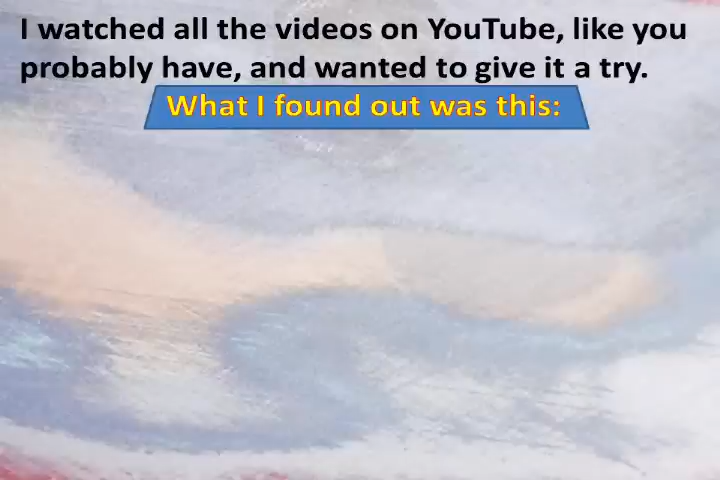 I watched all the videos on YouTube, like you
probably have, and wanted to give it a try.
What I found out was this: